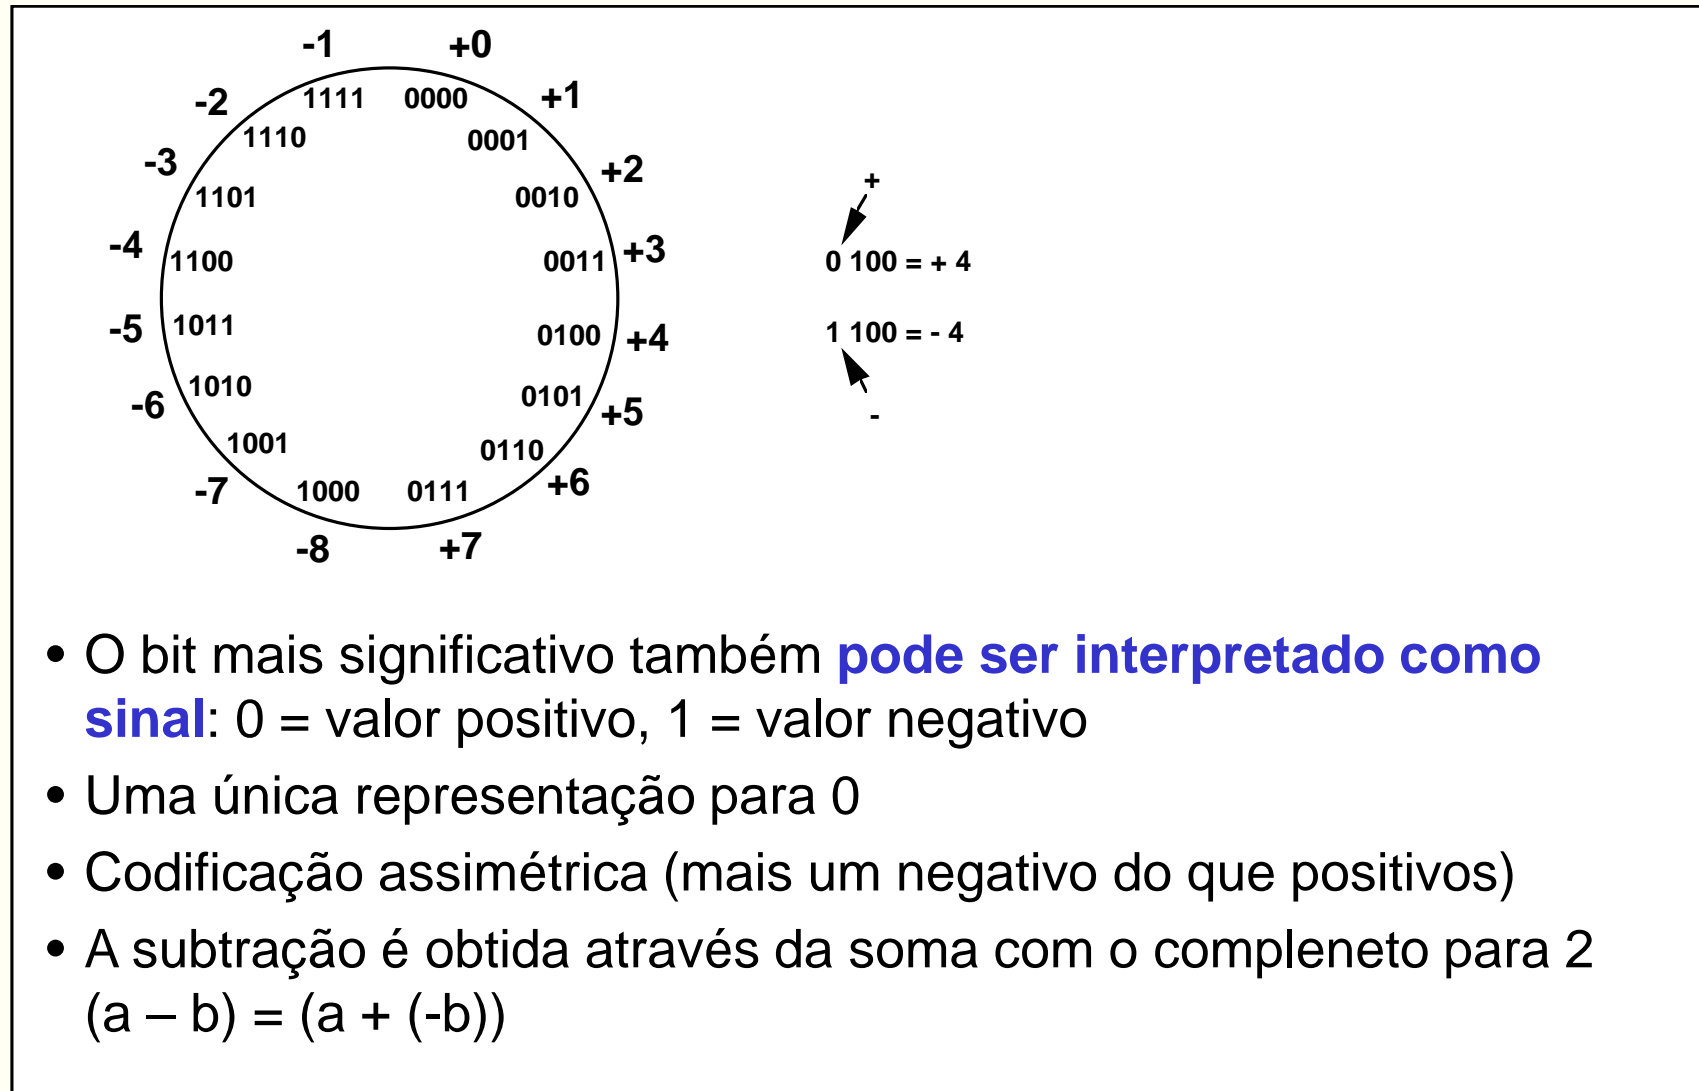 -1 +0
-2 1111 0000 +1
1110 0001
-3 +2
1101 0010
+
-4 1100 0011 +3 0 100 = + 4
-5 1011 0100 +4 1 100 = - 4
-6 1010 0101 +5
-
1001 0110
-7 1000 0111 +6
-8 +7
• O bit mais significativo também pode ser interpretado como
sinal: 0 = valor positivo, 1 = valor negativo
• Uma única representação para 0
• Codificação assimétrica (mais um negativo do que positivos)
• A subtração é obtida através da soma com o compleneto para 2
(a – b) = (a + (-b))